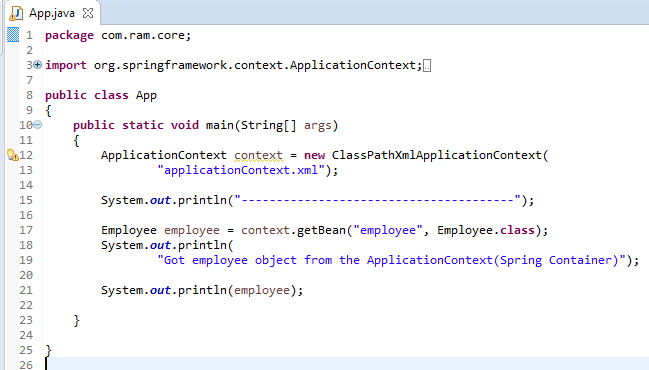 App.java
1 package com.ram.core;
2
3 import org.springframework.context.ApplicationContext;
7
8 public class App
9 {
10     public static void main(String[] args)
11     {
12         ApplicationContext context = new ClassPathXmlApplicationContext(
13                 "applicationContext.xml");
14
15         System.out.println("---------------------------------------");
16
17         Employee employee = context.getBean("employee", Employee.class);
18         System.out.println(
19                 "Got employee object from the ApplicationContext(Spring Container)");
20
21         System.out.println(employee);
22
23     }
24
25 }
26